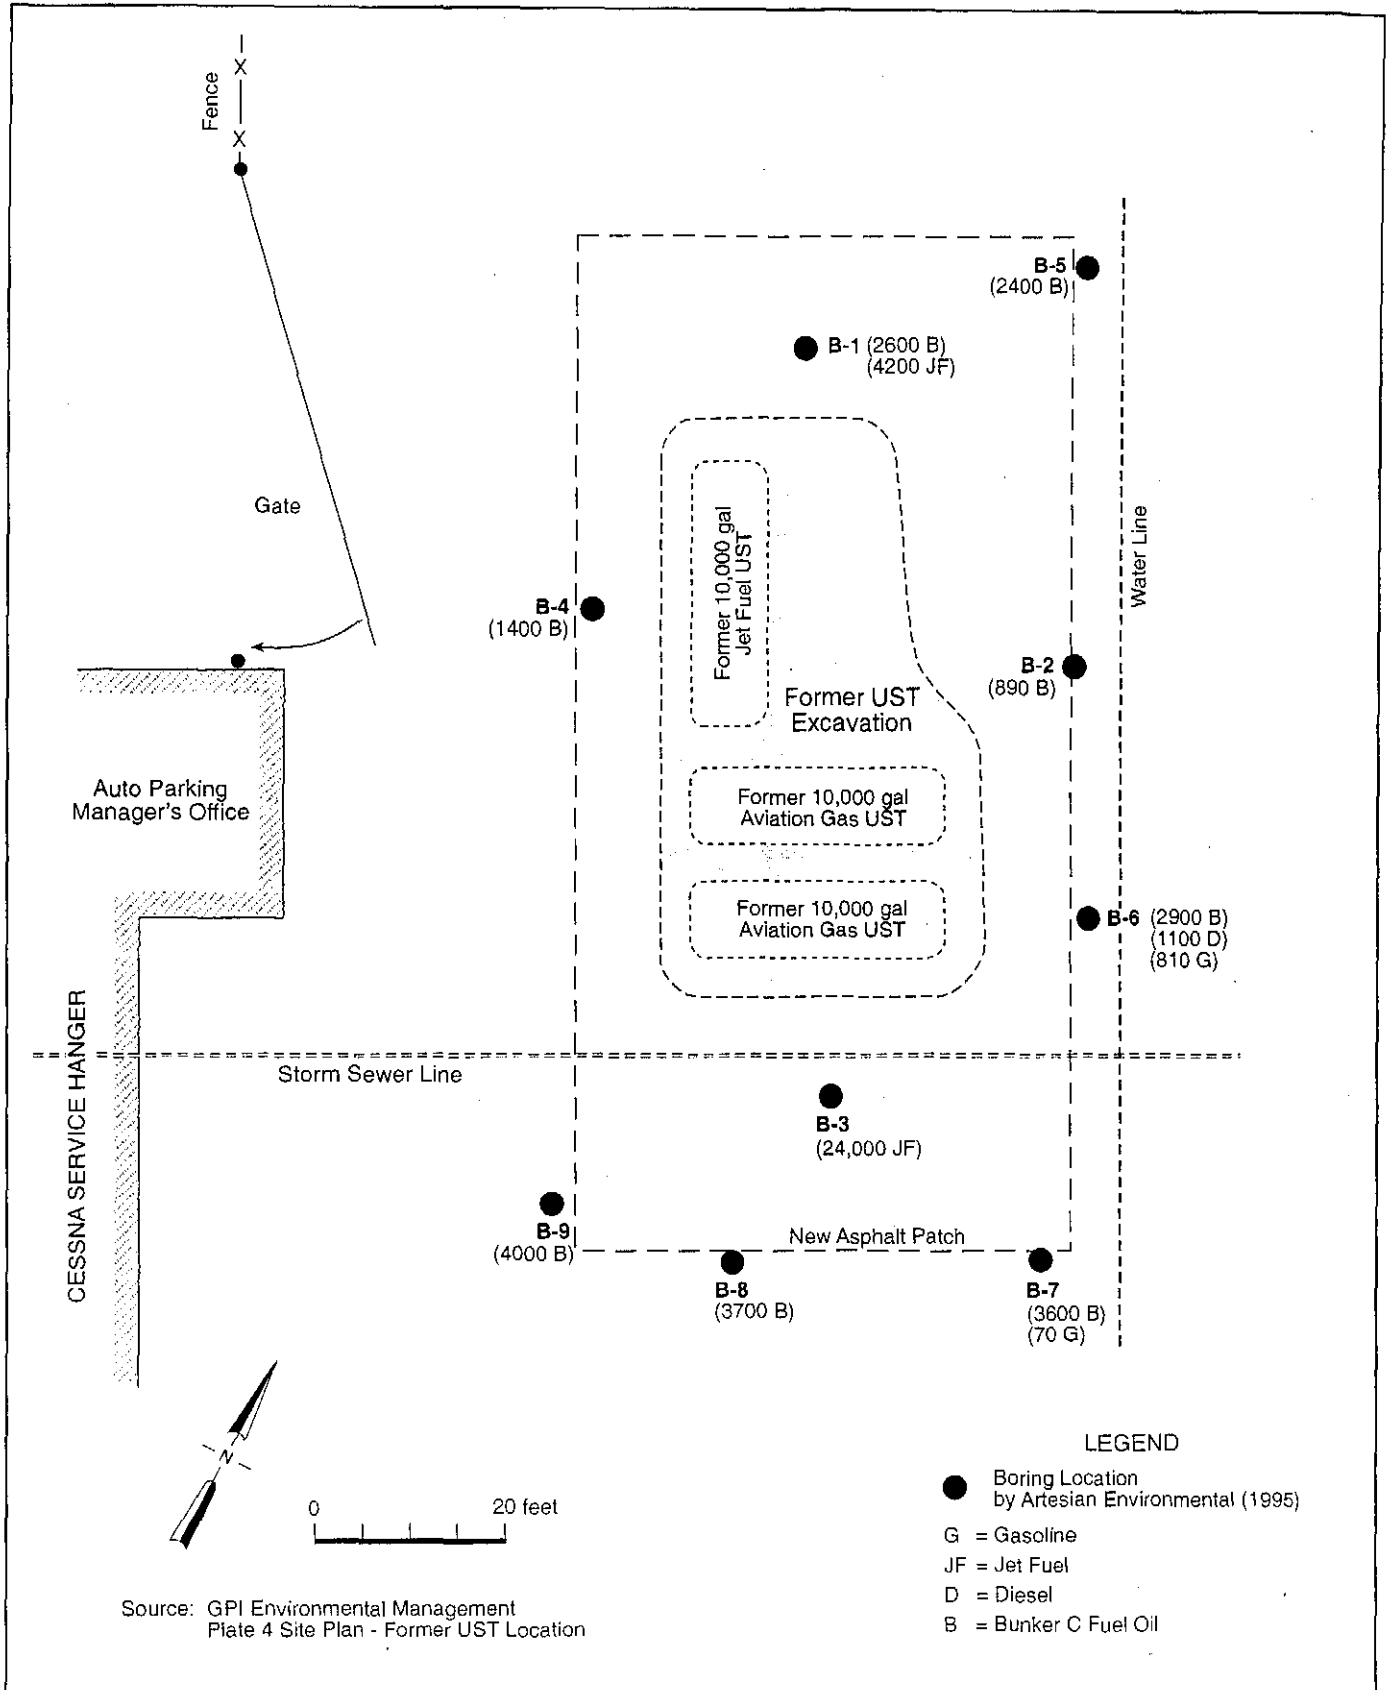 Fence
X
X
B-5
(2400 B)
B-1 (2600 B)
(4200 JF)
Gate
Former 10,000 gal
Jet Fuel UST
Water Line
B-4
(1400 B)
B-2
(890 B)
Former UST
Excavation
Auto Parking
Manager's Office
Former 10,000 gal
Aviation Gas UST
Former 10,000 gal
Aviation Gas UST
B-6 (2900 B)
(1100 D)
(810 G)
CESSNA SERVICE HANGER
Storm Sewer Line
B-3
(24,000 JF)
B-9
(4000 B)
New Asphalt Patch
B-8
(3700 B)
B-7
(3600 B)
(70 G)
N
0 20 feet
LEGEND
Boring Location
by Artesian Environmental (1995)
G = Gasoline
JF = Jet Fuel
D = Diesel
B = Bunker C Fuel Oil
Source: GPI Environmental Management
Plate 4 Site Plan - Former UST Location